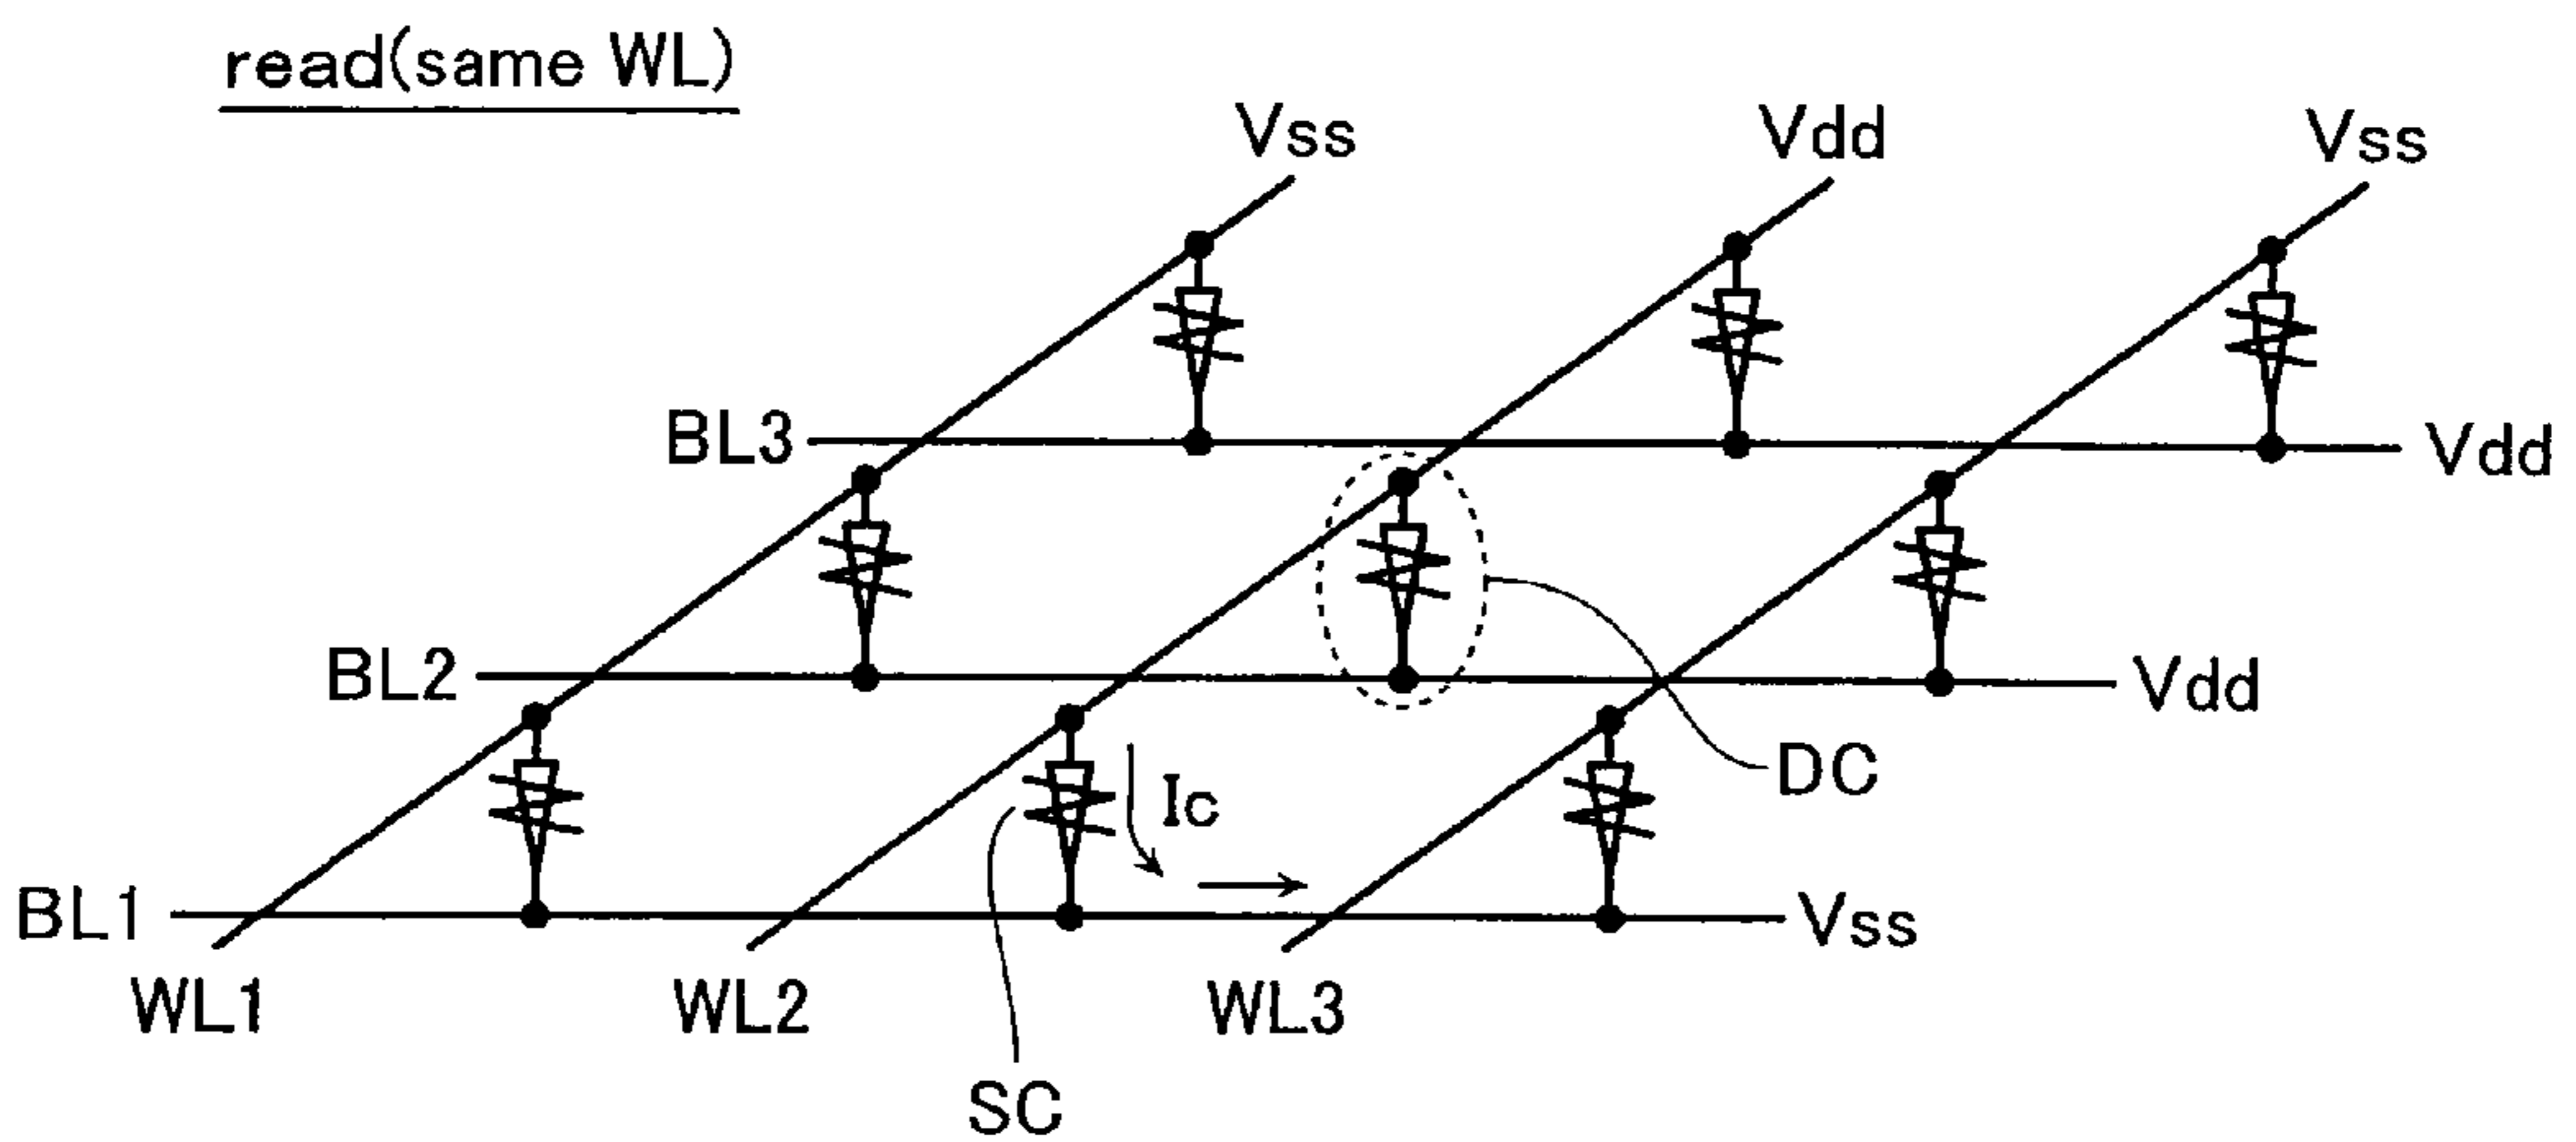 read(same WL)
Vss
Vdd
Vss
BL3
Vdd
BL2
Vdd
DC
Ic
BL1
Vss
WL1
WL2
WL3
SC